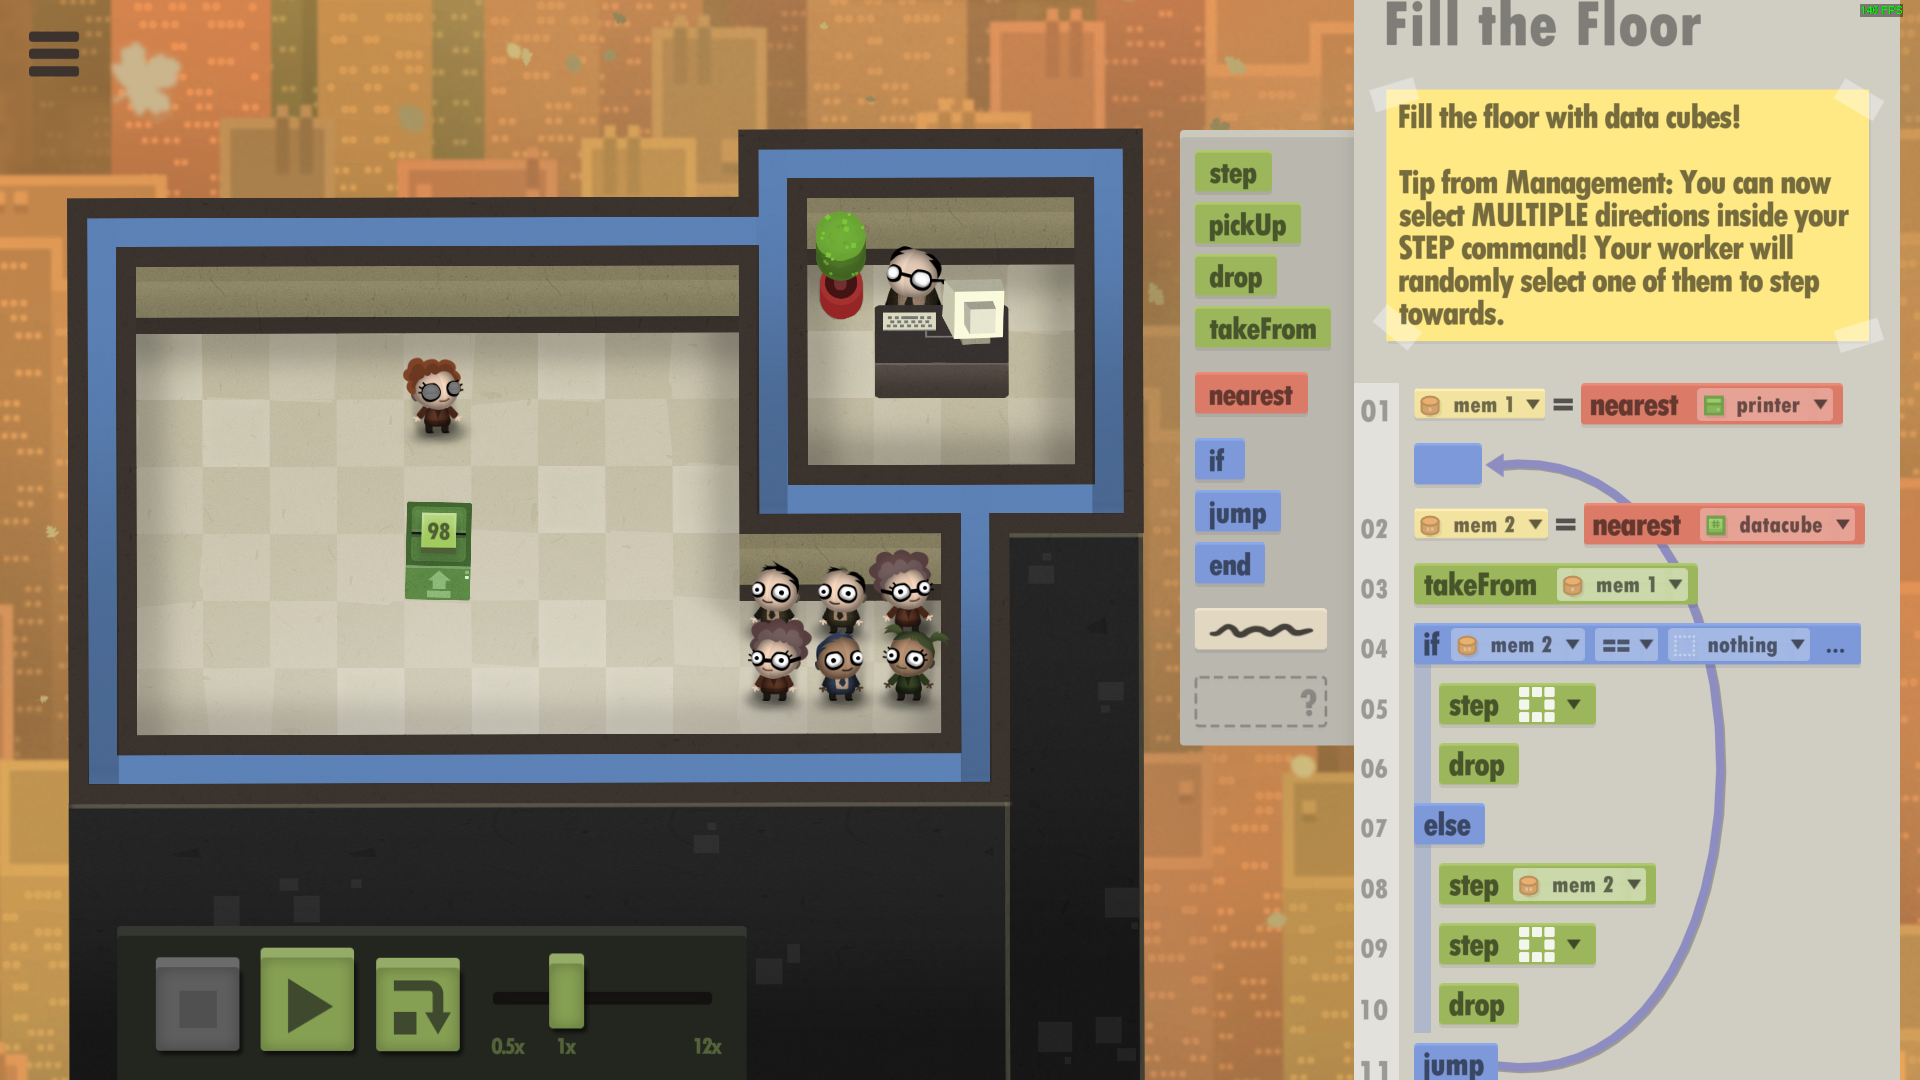 146 FPS
Fill the Floor
Fill the floor with data cubes!
Tip from Management: You can now
select MULTIPLE directions inside your
STEP command! Your worker will
randomly select one of them to step
towards.
step
pickUp
drop
takeFrom
nearest
if
jump
end
?
01 mem 1 = nearest printer
02 mem 2 = nearest datacube
03 takeFrom mem 1
04 if mem 2 == nothing ...
05 step
06 drop
07 else
08 step mem 2
09 step
10 drop
11 jump
98
0.5x 1x 12x